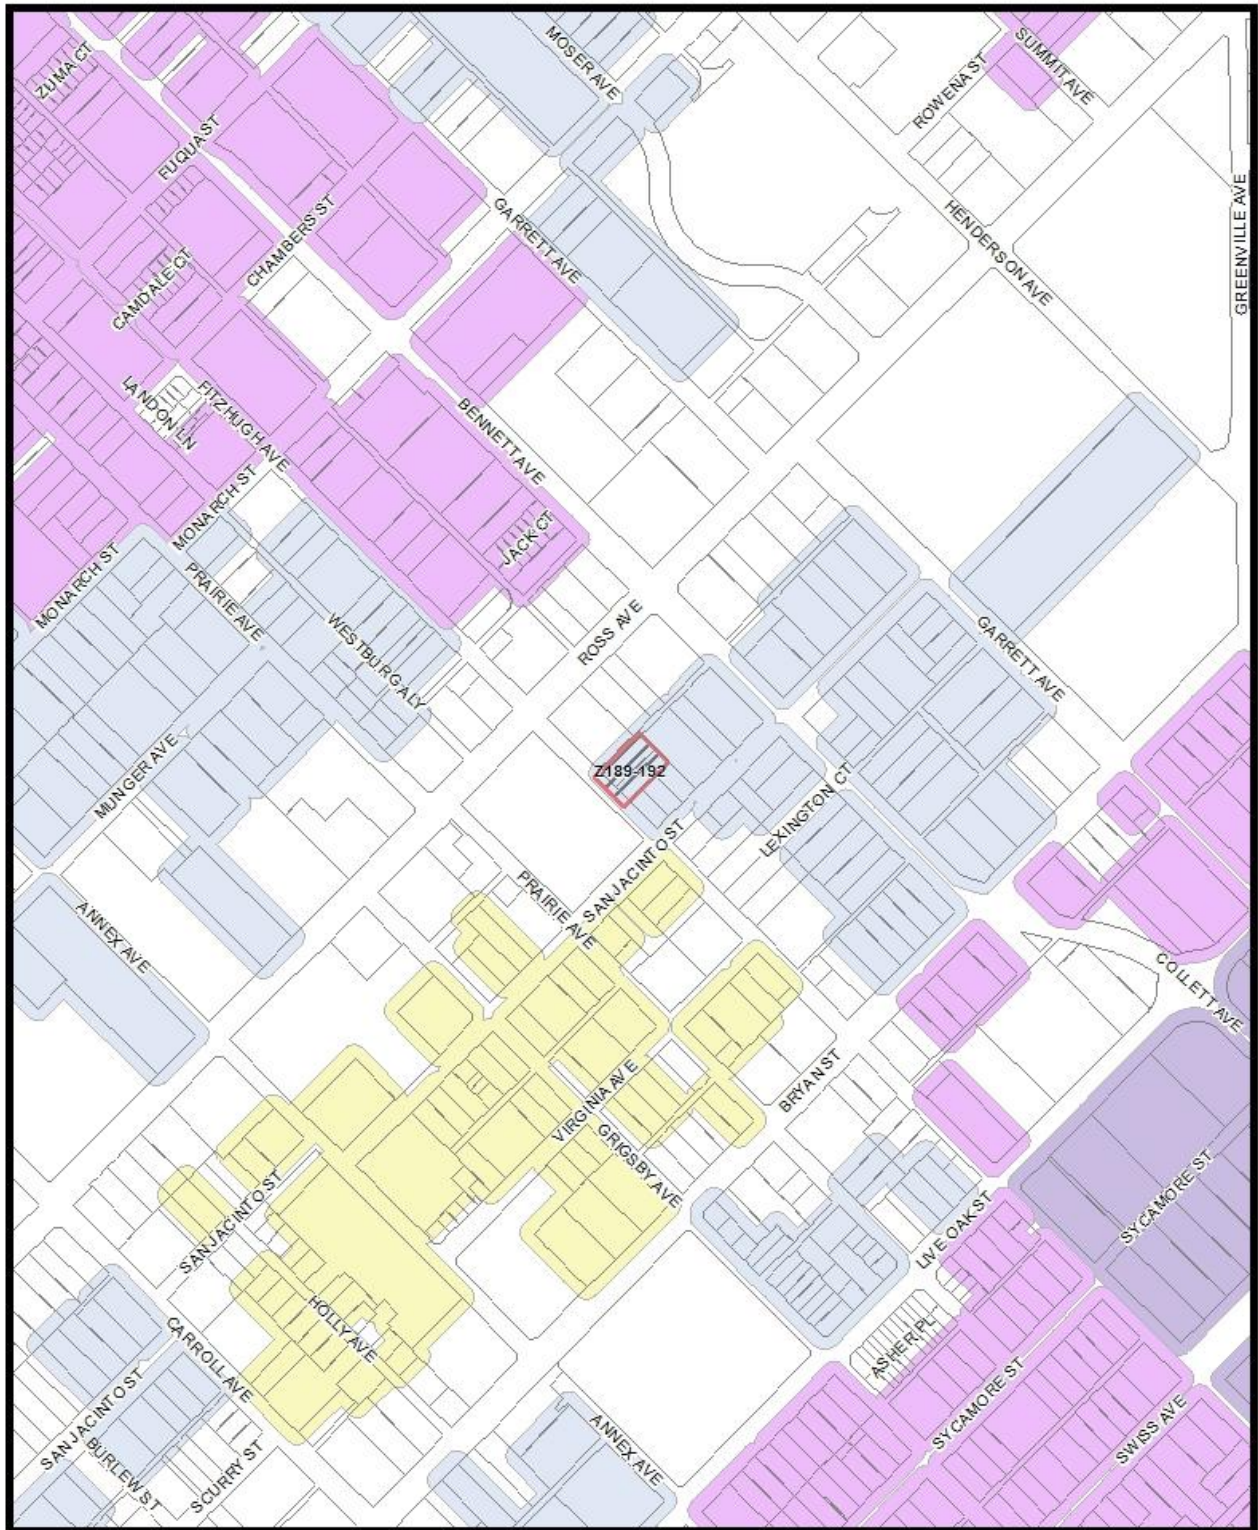 ZUMA CT
MOSER AVE
SUMMIT AVE
ROWENA ST
FUQUA ST
GREENVILLE AVE
CHAMBERS ST
GARRETT AVE
HENDERSON AVE
CAMDALE CT
LANDON LN
FITZHUGH AVE
BENNETT AVE
MONARCH ST
JACK CT
MONARCH ST
PRAIRIE AVE
ROSS AVE
WESTBURG ALY
GARRETT AVE
MUNGER AVE
Z189-192
LEXINGTON CT
SAN JACINTO ST
PRAIRIE AVE
ANNEX AVE
COLLETT AVE
BRYAN ST
VIRGINIA AVE
GRIGSBY AVE
SAN JACINTO ST
SYCAMORE ST
LIVE OAK ST
HOLLY AVE
CARROLL AVE
ASHER PL
SAN JACINTO ST
SYCAMORE ST
SWISS AVE
ANNEX AVE
BURLEW ST
SCURRY ST